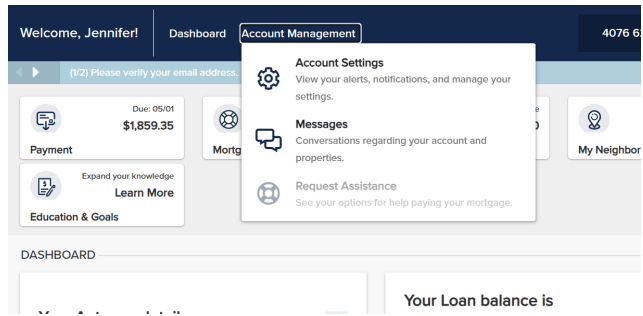 Welcome, Jennifer!
Dashboard
Account Management
(1/2) Please verify your email address.
Account Settings
View your alerts, notifications, and manage your
settings.
Messages
Conversations regarding your account and
properties.
Request Assistance
See your options for help paying your mortgage.
Due: 05/01
$1,859.35
Payment
My Neighbor
Expand your knowledge
Learn More
Education & Goals
DASHBOARD
Your Loan balance is